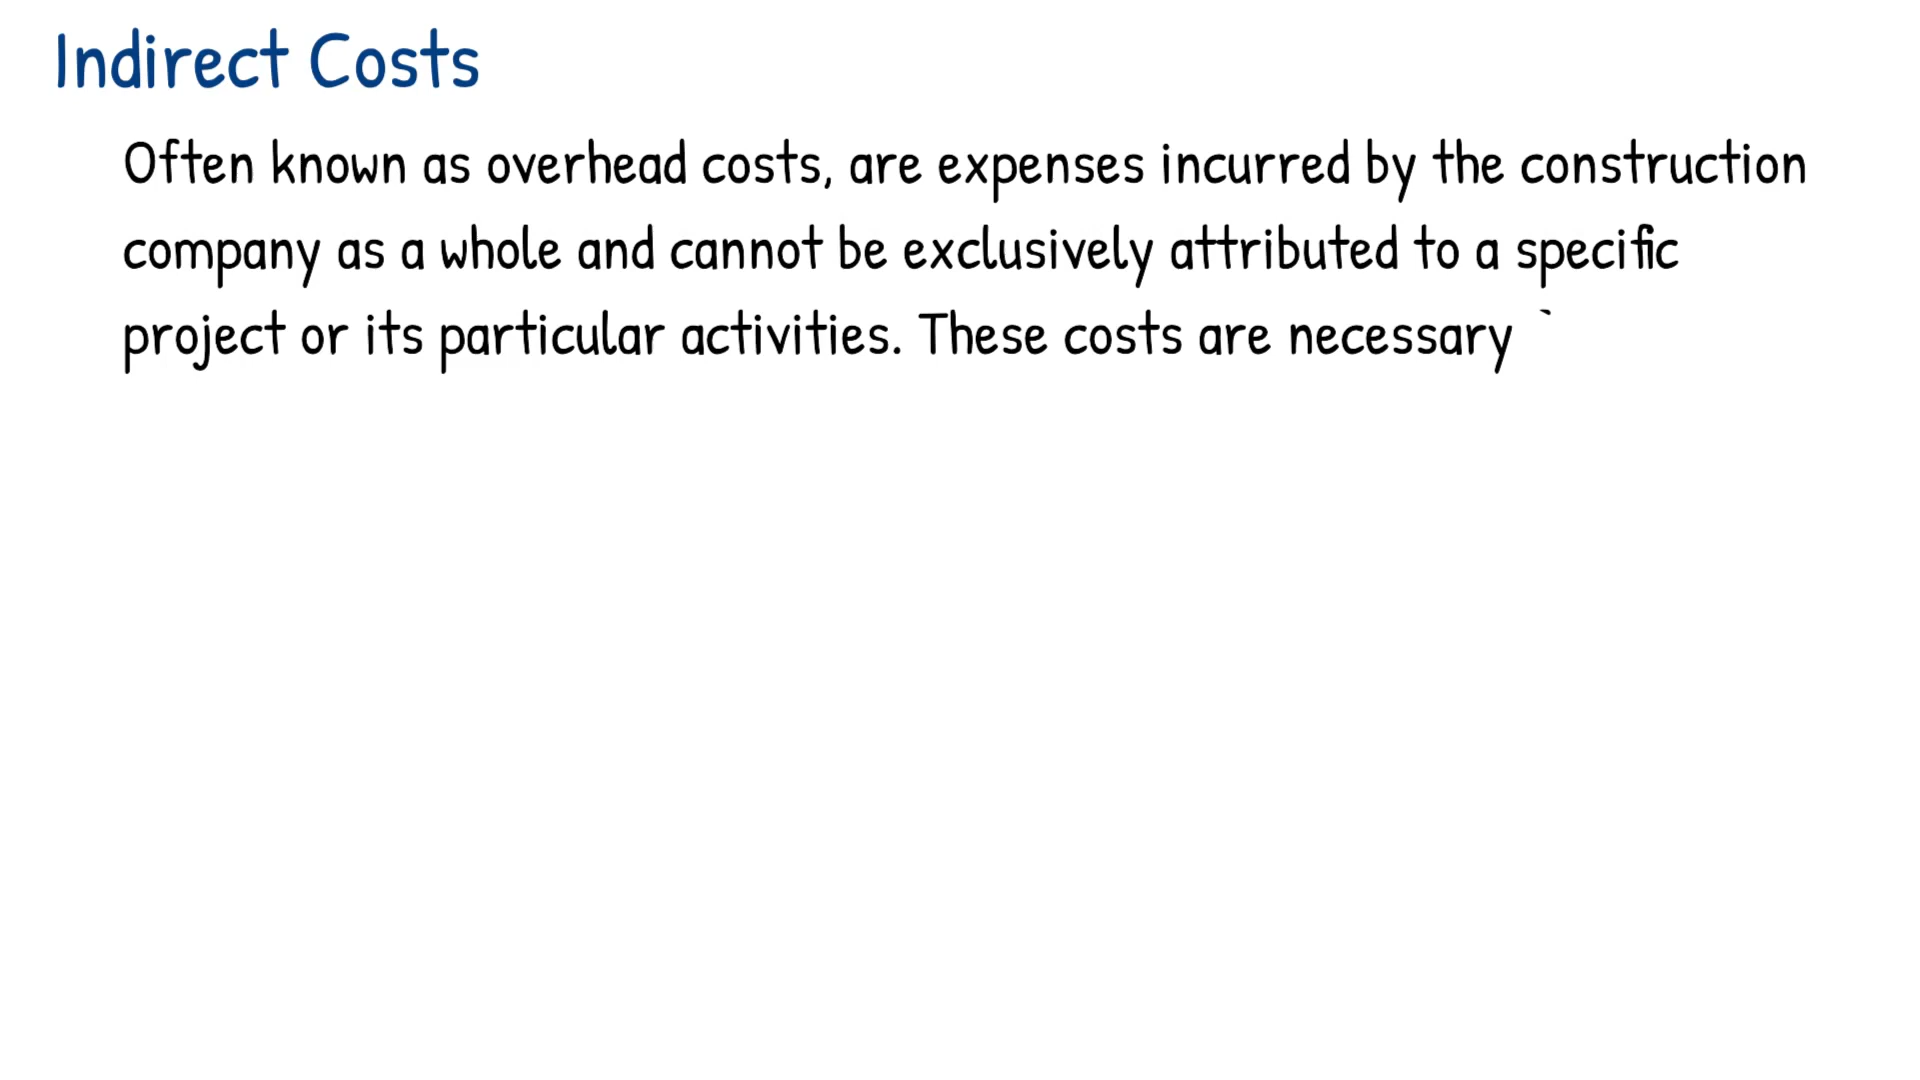 Indirect Costs
Often known as overhead costs, are expenses incurred by the construction
company as a whole and cannot be exclusively attributed to a specific
project or its particular activities. These costs are necessary